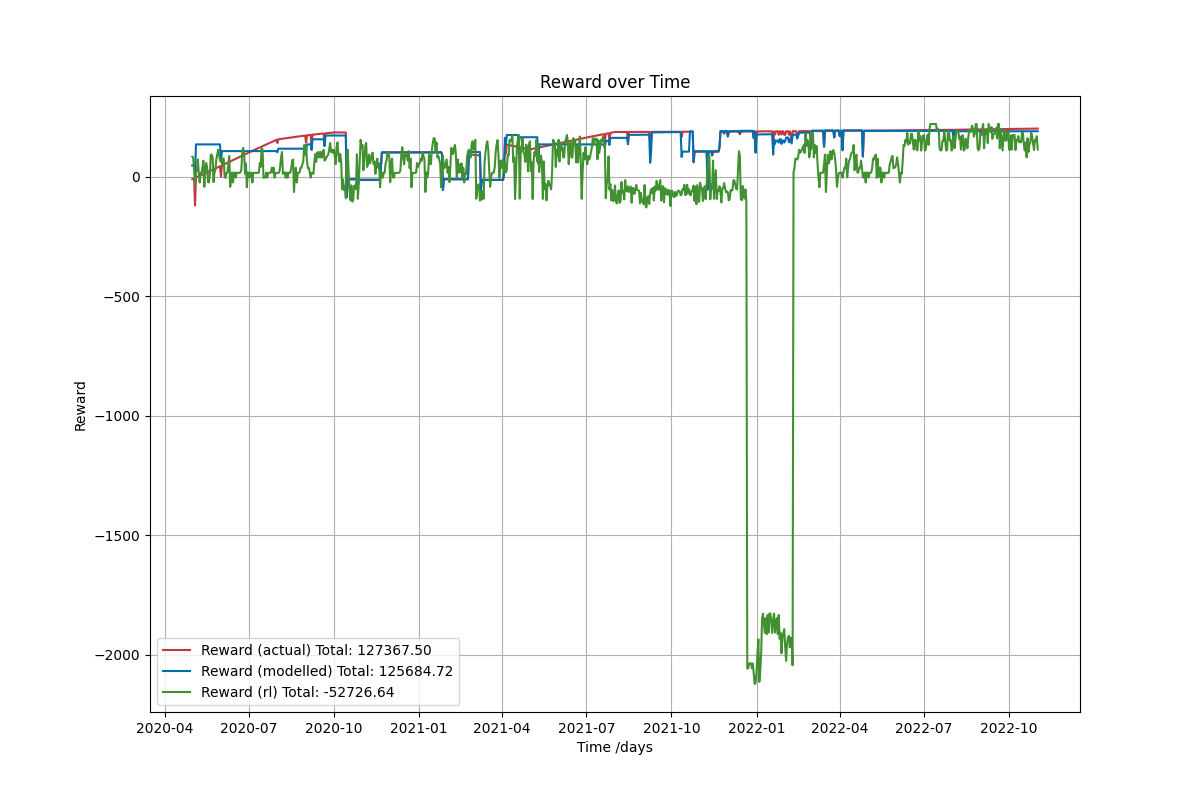 Reward over Time
Reward
0
−500
−1000
−1500
−2000
Reward (actual) Total: 127367.50
Reward (modelled) Total: 125684.72
Reward (rl) Total: -52726.64
2020-04 2020-07 2020-10 2021-01 2021-04 2021-07 2021-10 2022-01 2022-04 2022-07 2022-10
Time /days